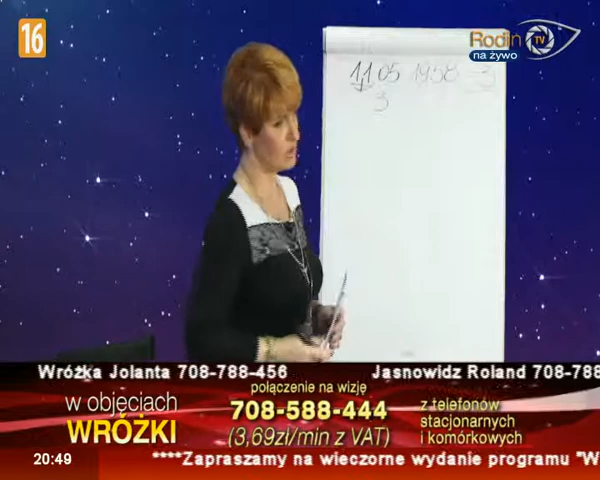 16
Rodin TV
na żywo
11 05 1958 = 3
3
Wróżka Jolanta 708-788-456 Jasnowidz Roland 708-788
połączenie na wizję
w objęciach WRÓŻKI
708-588-444
(3,69zł/min z VAT)
z telefonów
stacjonarnych
i komórkowych
20:49
****Zapraszamy na wieczorne wydanie programu "W